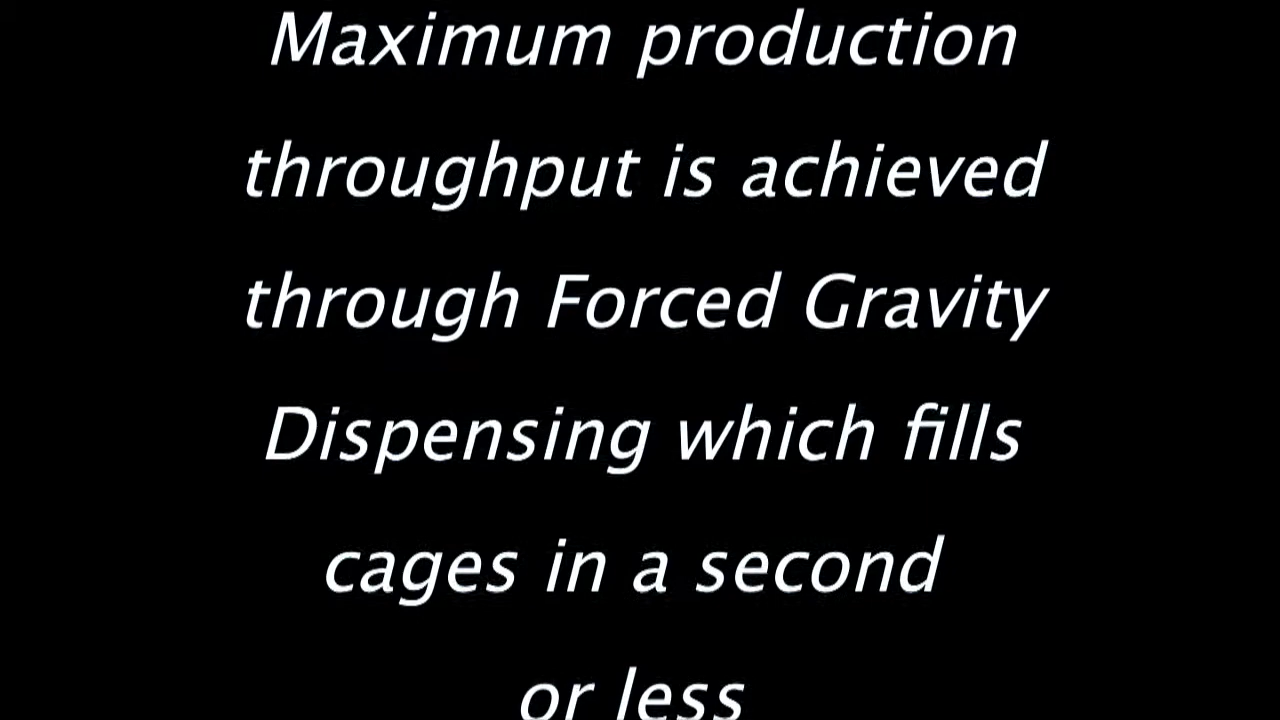 Maximum production
throughput is achieved
through Forced Gravity
Dispensing which fills
cages in a second
or less